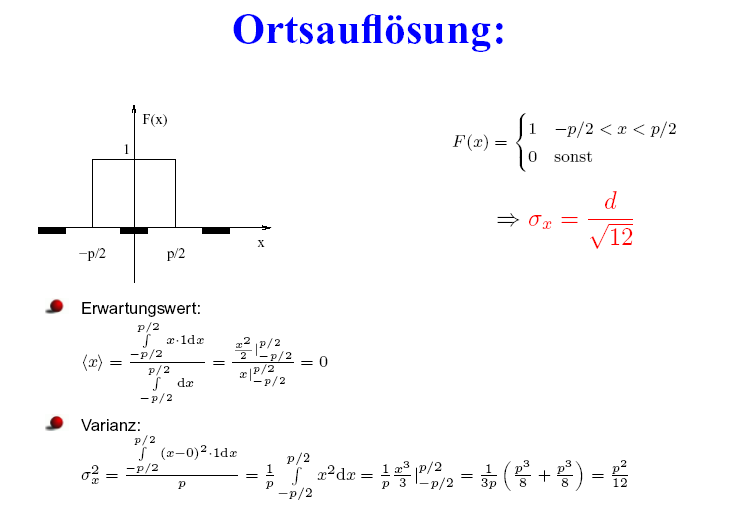 Ortsauflösung:
F(x)
1
−p/2
p/2
x
F(x) = { 1 −p/2 < x < p/2
0 sonst
⇒ σₓ = d/√12
Erwartungswert:
⟨x⟩ = (∫_{−p/2}^{p/2} x·1dx)/(∫_{−p/2}^{p/2} dx) = (x²/2 |_{−p/2}^{p/2})/(x|_{−p/2}^{p/2}) = 0
Varianz:
σₓ² = (∫_{−p/2}^{p/2} (x−0)²·1dx)/p = 1/p ∫_{−p/2}^{p/2} x²dx = 1/p x³/3 |_{−p/2}^{p/2} = 1/3p (p³/8 + p³/8) = p²/12